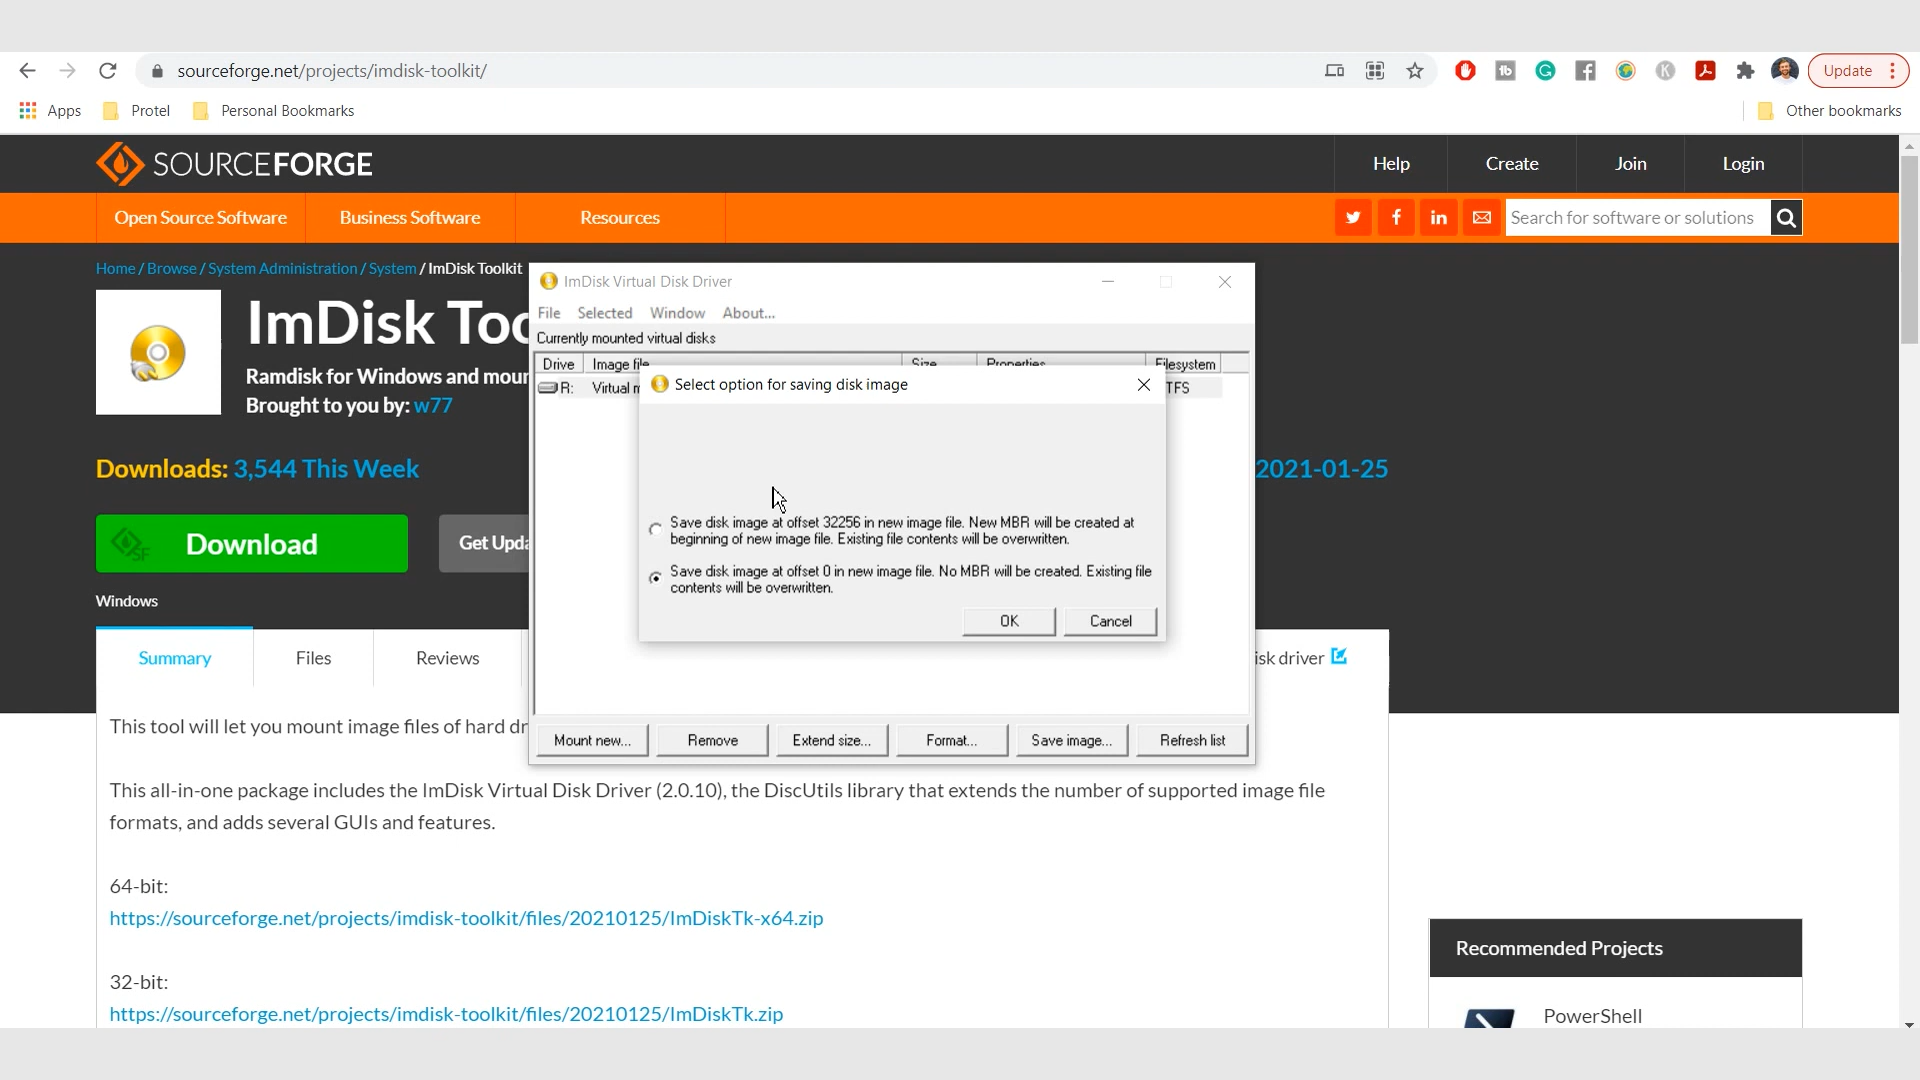 sourceforge.net/projects/imdisk-toolkit/
Update
Apps
Protel
Personal Bookmarks
Other bookmarks
SOURCEFORGE
Help
Create
Join
Login
Open Source Software
Business Software
Resources
Search for software or solutions
Home / Browse / System Administration / System / ImDisk Toolkit
ImDisk Too
Ramdisk for Windows and moun
Brought to you by: w77
Downloads: 3,544 This Week
2021-01-25
Download
Get Upda
Windows
Summary
Files
Reviews
isk driver
ImDisk Virtual Disk Driver
File
Selected
Window
About...
Currently mounted virtual disks
Drive
Image file
Size
Properties
Filesystem
R:
Virtual m
TFS
Select option for saving disk image
Save disk image at offset 32256 in new image file. New MBR will be created at
beginning of new image file. Existing file contents will be overwritten.
Save disk image at offset 0 in new image file. No MBR will be created. Existing file
contents will be overwritten.
OK
Cancel
Mount new...
Remove
Extend size...
Format...
Save image...
Refresh list
This tool will let you mount image files of hard dr
This all-in-one package includes the ImDisk Virtual Disk Driver (2.0.10), the DiscUtils library that extends the number of supported image file
formats, and adds several GUIs and features.
64-bit:
https://sourceforge.net/projects/imdisk-toolkit/files/20210125/ImDiskTk-x64.zip
32-bit:
https://sourceforge.net/projects/imdisk-toolkit/files/20210125/ImDiskTk.zip
Recommended Projects
PowerShell